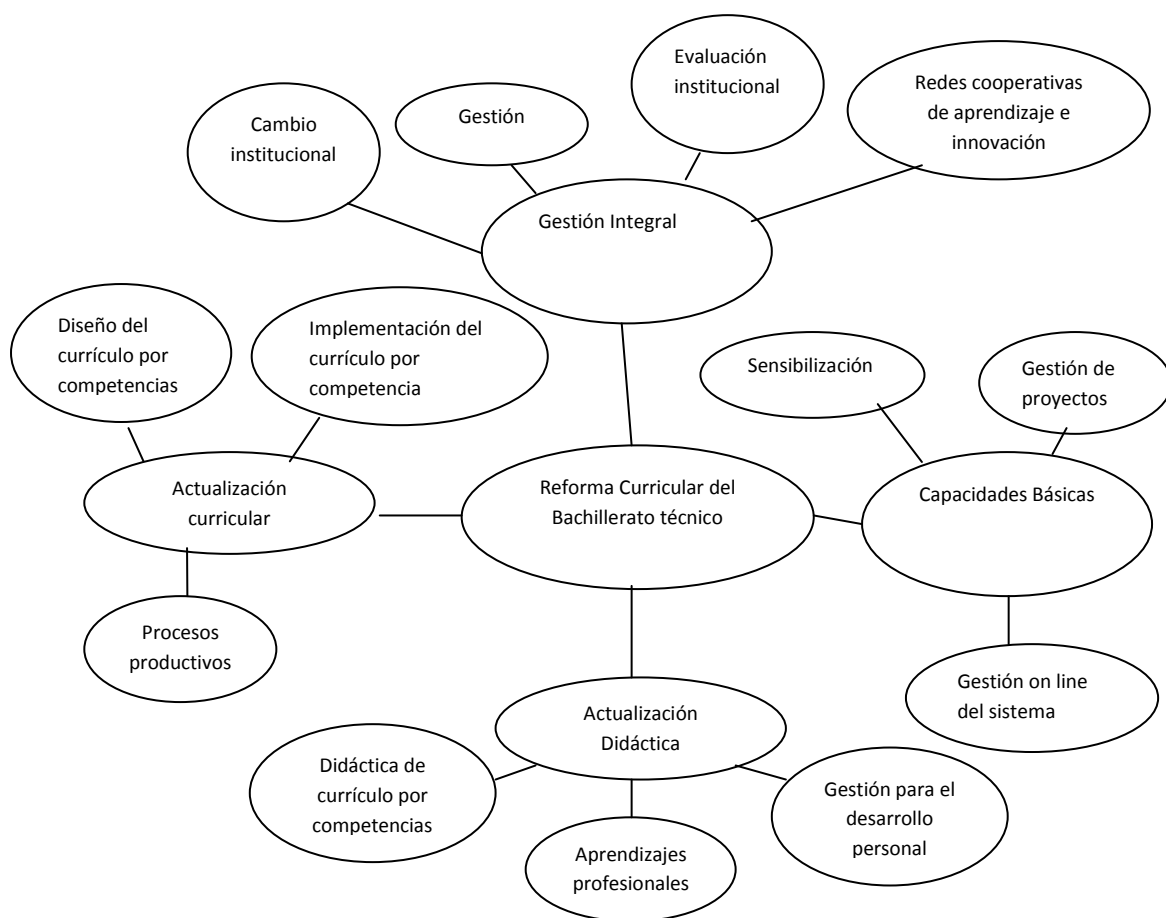 Evaluación
institucional
Redes cooperativas
de aprendizaje e
innovación
Cambio
institucional
Gestión
Gestión Integral
Diseño del
currículo por
competencias
Implementación del
currículo por
competencia
Sensibilización
Gestión de
proyectos
Actualización
curricular
Reforma Curricular del
Bachillerato técnico
Capacidades Básicas
Procesos
productivos
Gestión on line
del sistema
Actualización
Didáctica
Didáctica de
currículo por
competencias
Aprendizajes
profesionales
Gestión para el
desarrollo
personal